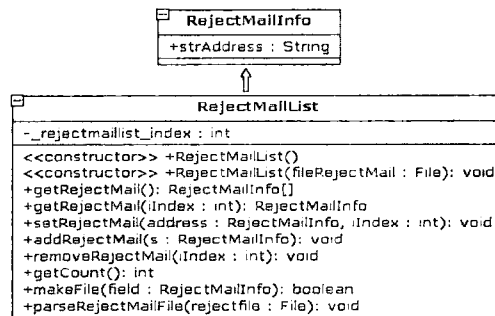 RejectMailInfo
+strAddress : String
RejectMailList
-_rejectmaillist_index : int
<<constructor>> +RejectMailList()
<<constructor>> +RejectMailList(fileRejectMail : File): void
+getRejectMail(): RejectMailInfo[]
+getRejectMail(iIndex : int): RejectMailInfo
+setRejectMail(address : RejectMailInfo, iIndex : int): void
+addRejectMail(s : RejectMailInfo): void
+removeRejectMail(iIndex : int): void
+getCount(): int
+makeFile(field : RejectMailInfo): boolean
+parseRejectMailFile(rejectfile : File): void